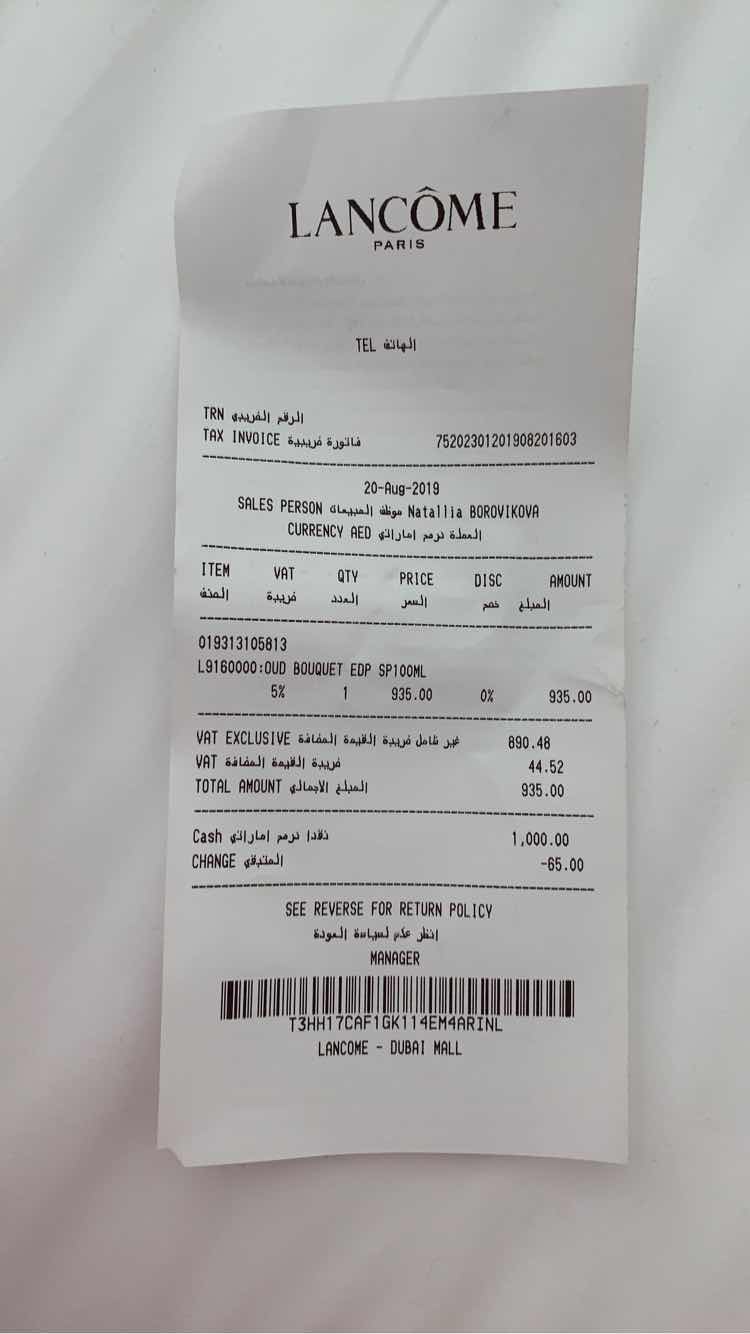 LANCÔME
PARIS
TEL الهاتف
TRN الرقم الضريبي
TAX INVOICE فاتورة ضريبية 75202301201908201603
20-Aug-2019
SALES PERSON موظف المبيعات Natallia BOROVIKOVA
CURRENCY AED العملة درهم اماراتي
ITEM VAT QTY PRICE DISC AMOUNT
الصنف ضريبة العدد السعر خصم المبلغ
019313105813
L9160000:OUD BOUQUET EDP SP100ML
5% 1 935.00 0% 935.00
VAT EXCLUSIVE غير شامل ضريبة القيمة المضافة 890.48
VAT ضريبة القيمة المضافة 44.52
TOTAL AMOUNT المبلغ الاجمالي 935.00
Cash نقدا درهم اماراتي 1,000.00
CHANGE المتبقي -65.00
SEE REVERSE FOR RETURN POLICY
انظر لسياسة العودة
MANAGER
T3HH17CAF1GK114EM4ARINL
LANCOME - DUBAI MALL